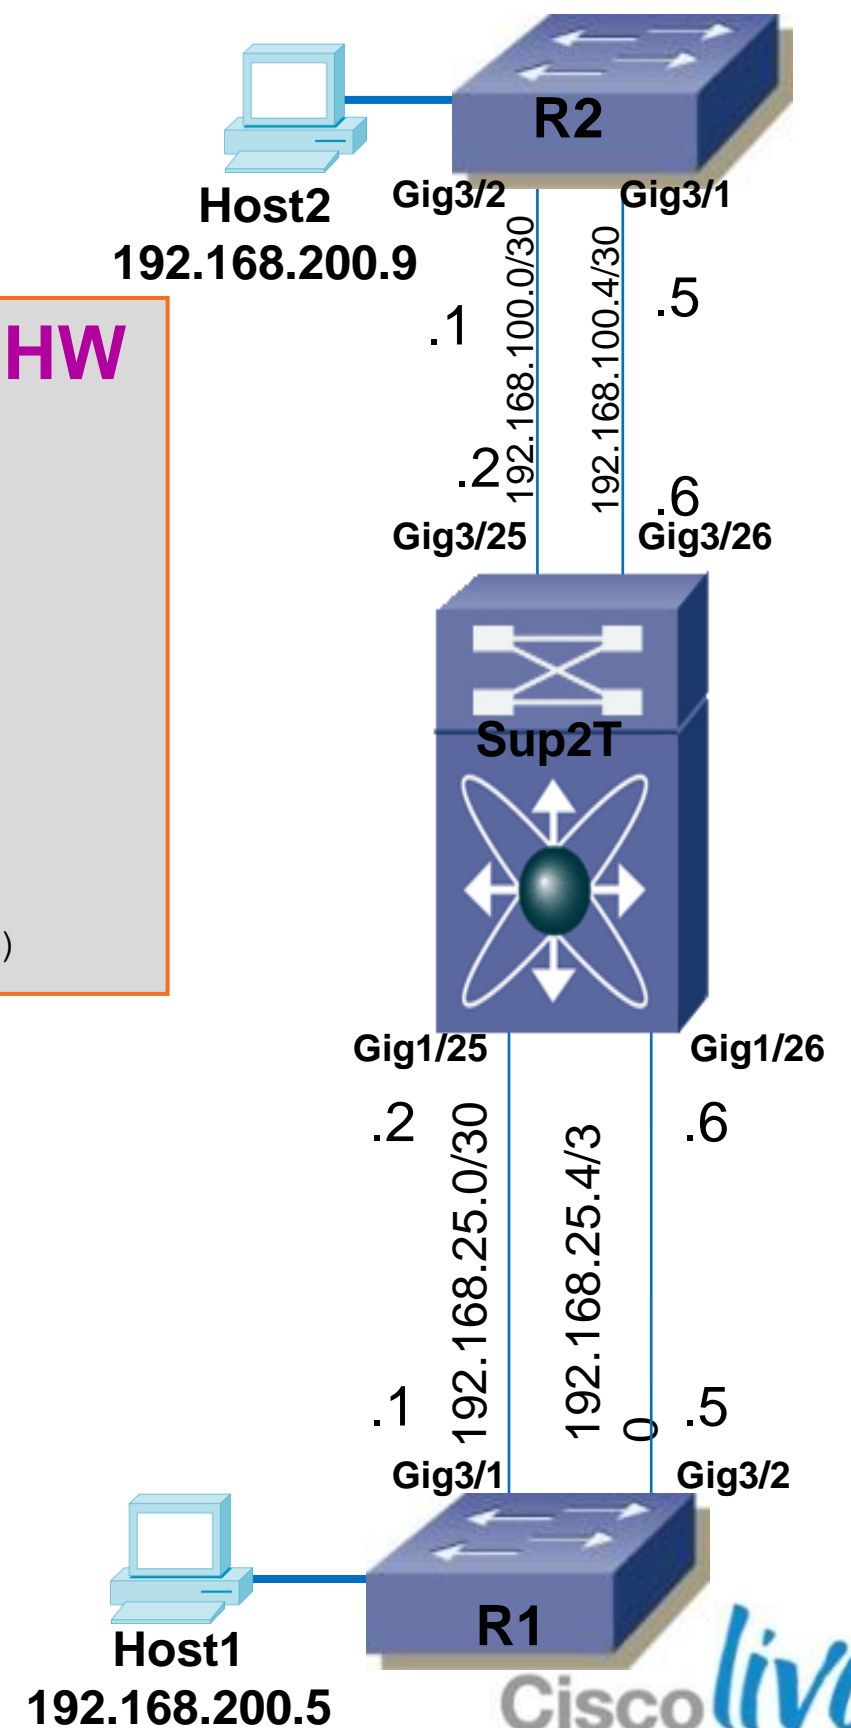 R2
Gig3/2
Gig3/1
Host2
192.168.200.9
192.168.100.0/30
192.168.100.4/30
.1
.5
HW
.2
.6
Gig3/25
Gig3/26
Sup2T
)
Gig1/25
Gig1/26
.2
.6
192.168.25.0/30
192.168.25.4/3
0
.1
.5
Gig3/1
Gig3/2
R1
Host1
192.168.200.5
Cisco live